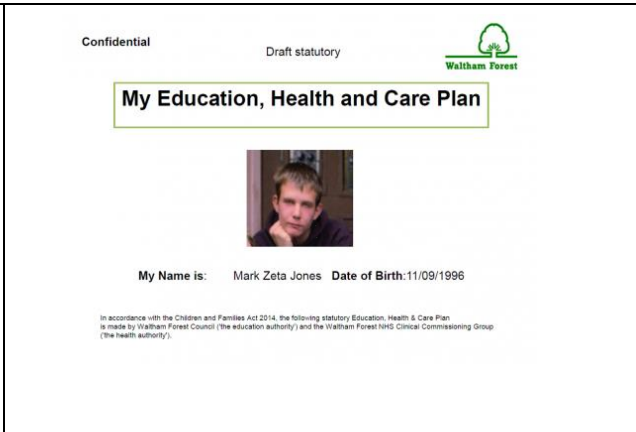 Confidential
Draft statutory
Waltham Forest
My Education, Health and Care Plan
My Name is: Mark Zeta Jones Date of Birth:11/09/1996
In accordance with the Children and Families Act 2014, the following statutory Education, Health & Care Plan
is made by Waltham Forest Council ('the education authority') and the Waltham Forest NHS Clinical Commissioning Group
('the health authority').